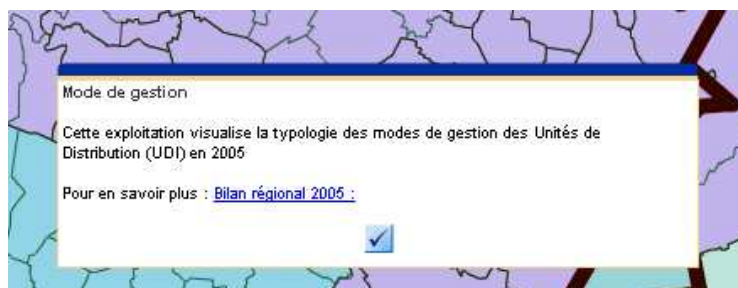 Mode de gestion
Cette exploitation visualise la typologie des modes de gestion des Unités de
Distribution (UDI) en 2005
Pour en savoir plus : Bilan régional 2005 :